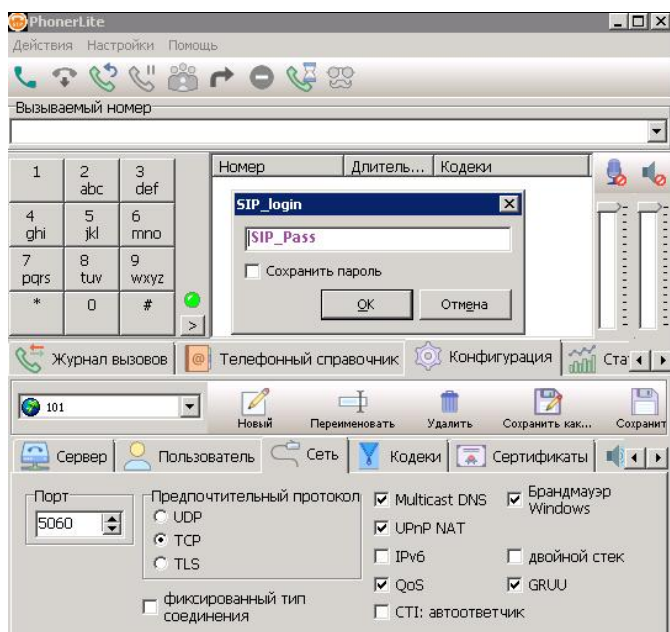 PhonerLite
Действия Настройки Помощь
Вызываемый номер
1 2 3
abc def
4 5 6
ghi jkl mno
7 8 9
pqrs tuv wxyz
* 0 #
>
Номер Длитель... Кодеки
SIP_login
SIP_Pass
Сохранить пароль
OK Отмена
Журнал вызовов Телефонный справочник Конфигурация Ста
101
Новый Переименовать Удалить Сохранить как... Сохранит
Сервер Пользователь Сеть Кодеки Сертификаты
Порт
5060
Предпочтительный протокол
UDP
TCP
TLS
фиксированный тип
соединения
Multicast DNS
Брандмауэр
Windows
UPnP NAT
IPv6 двойной стек
QoS GRUU
CTI: автоответчик